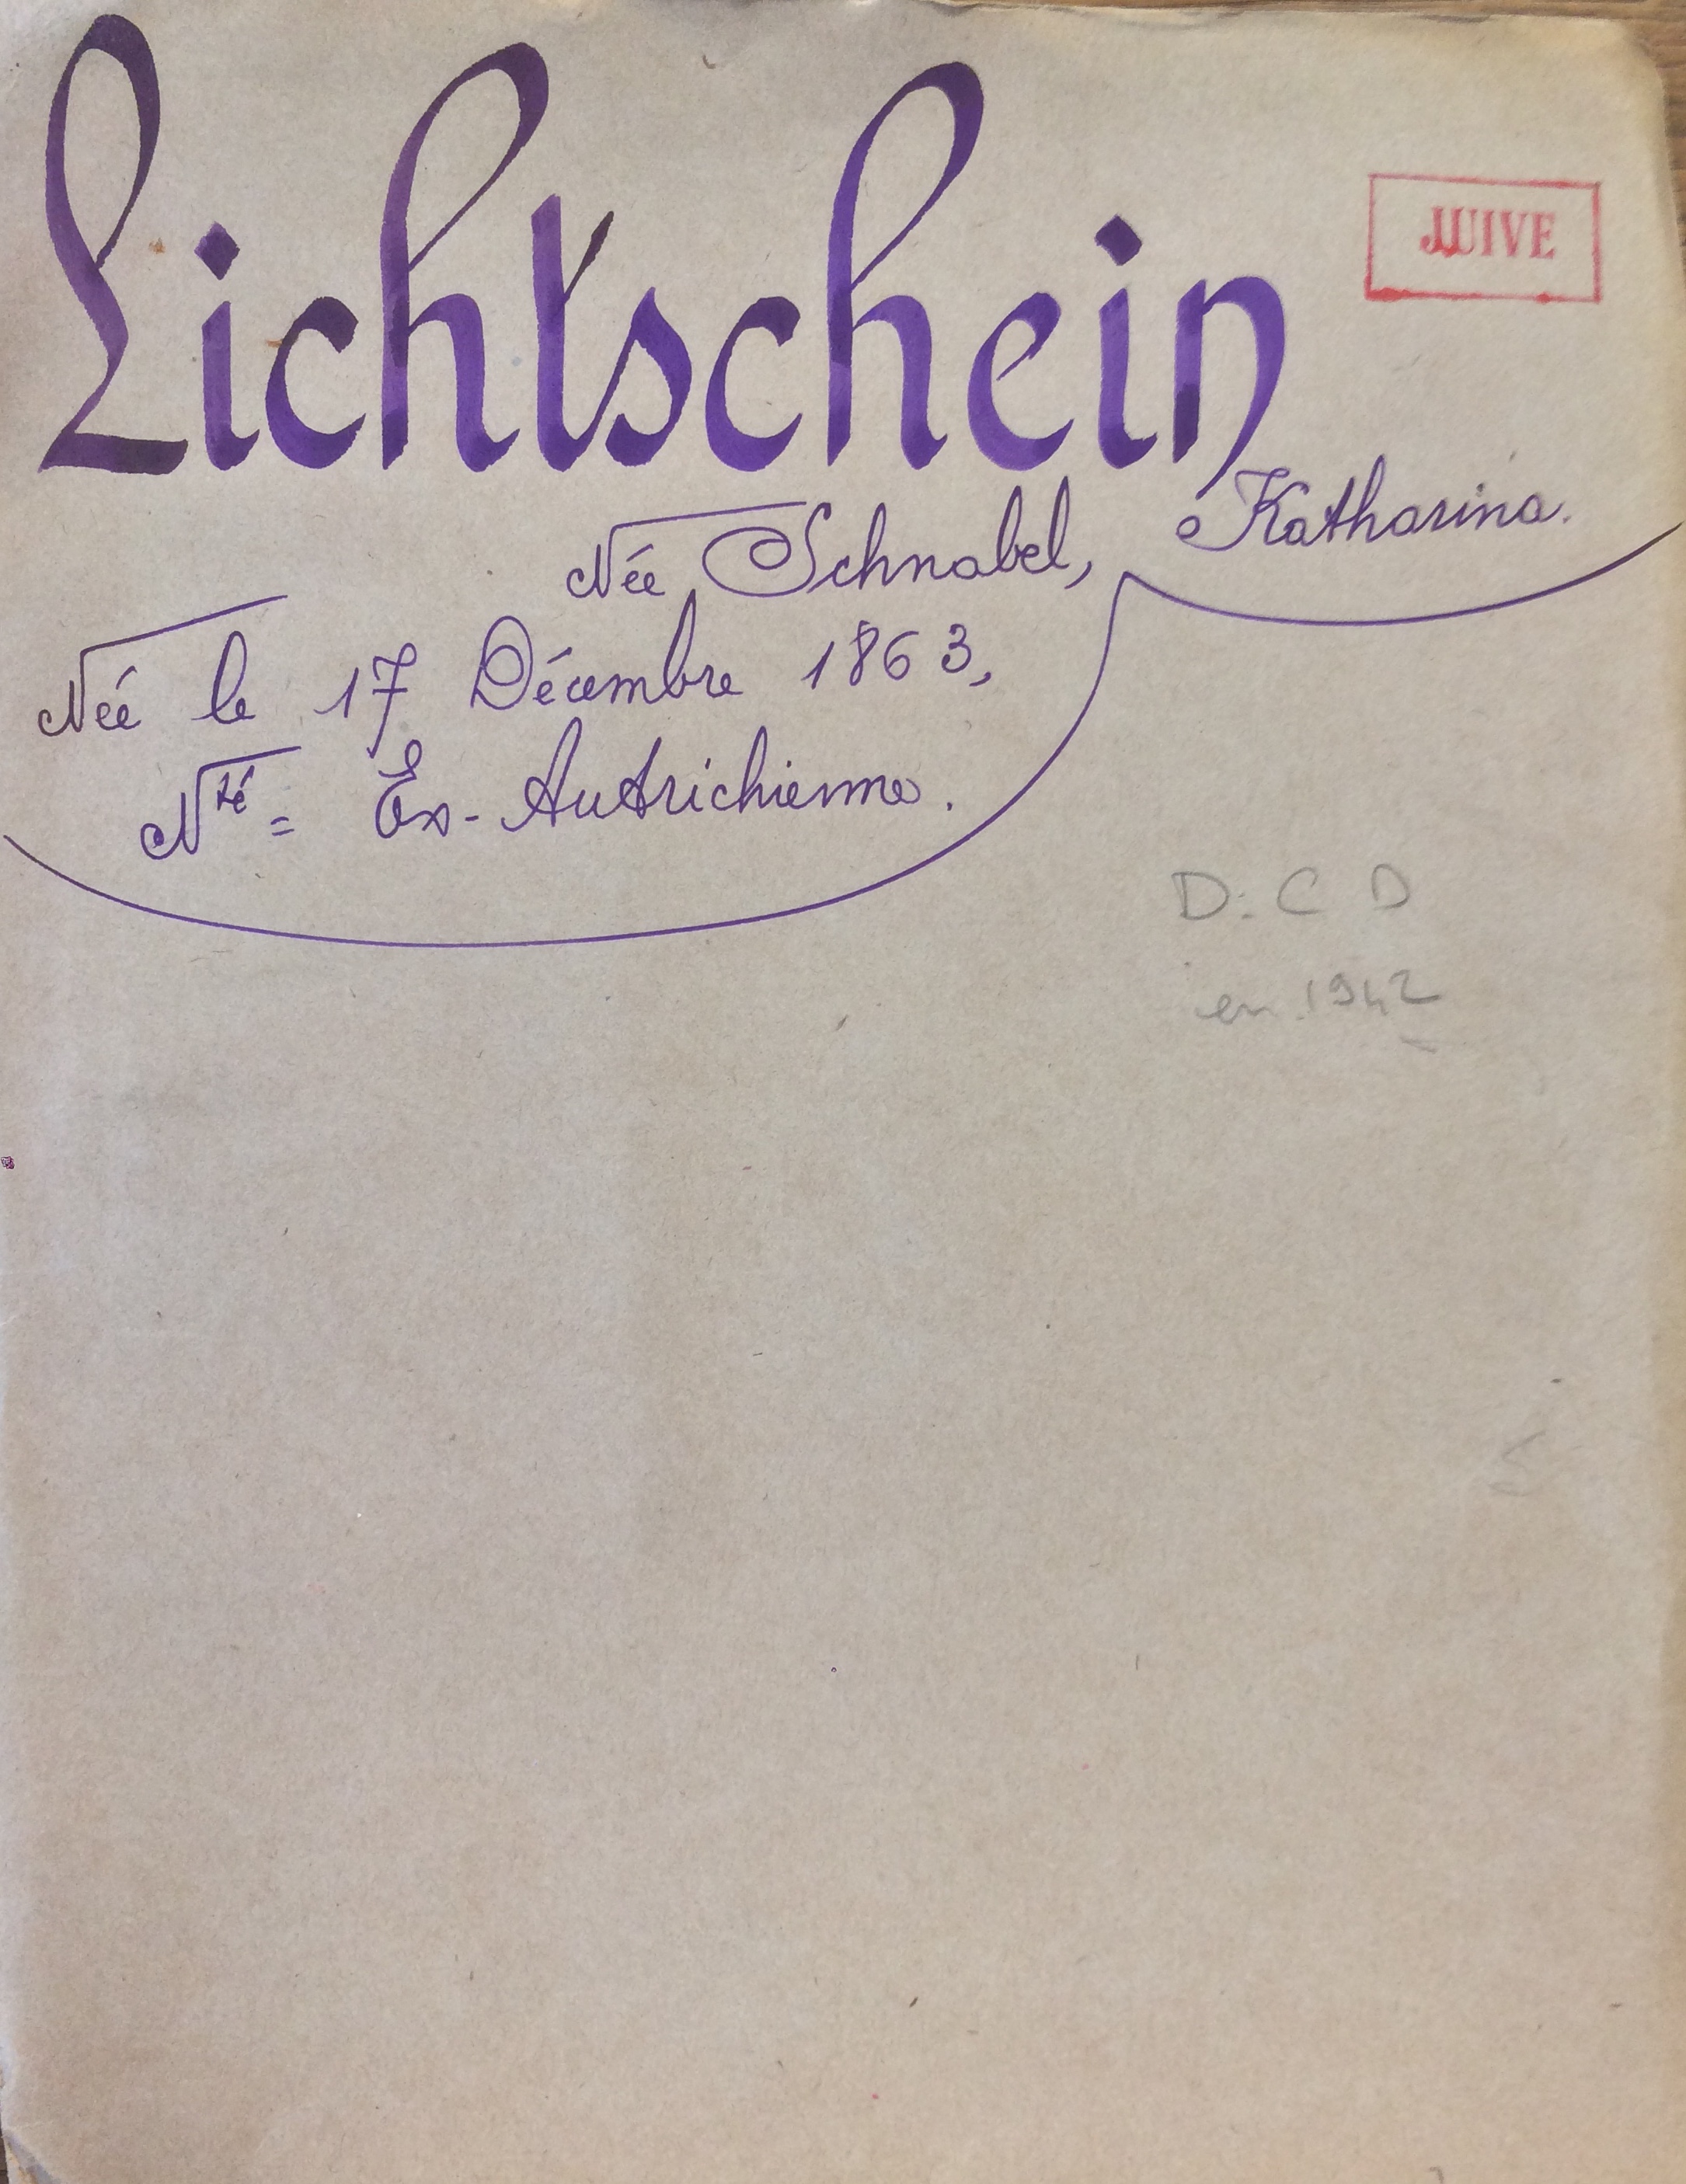 Lichtschein
JUIVE
Née Schnabel, Katharina.
Née le 17 Décembre 1863,
Nté = Ex-Autrichienne.
D.C D
en 1942